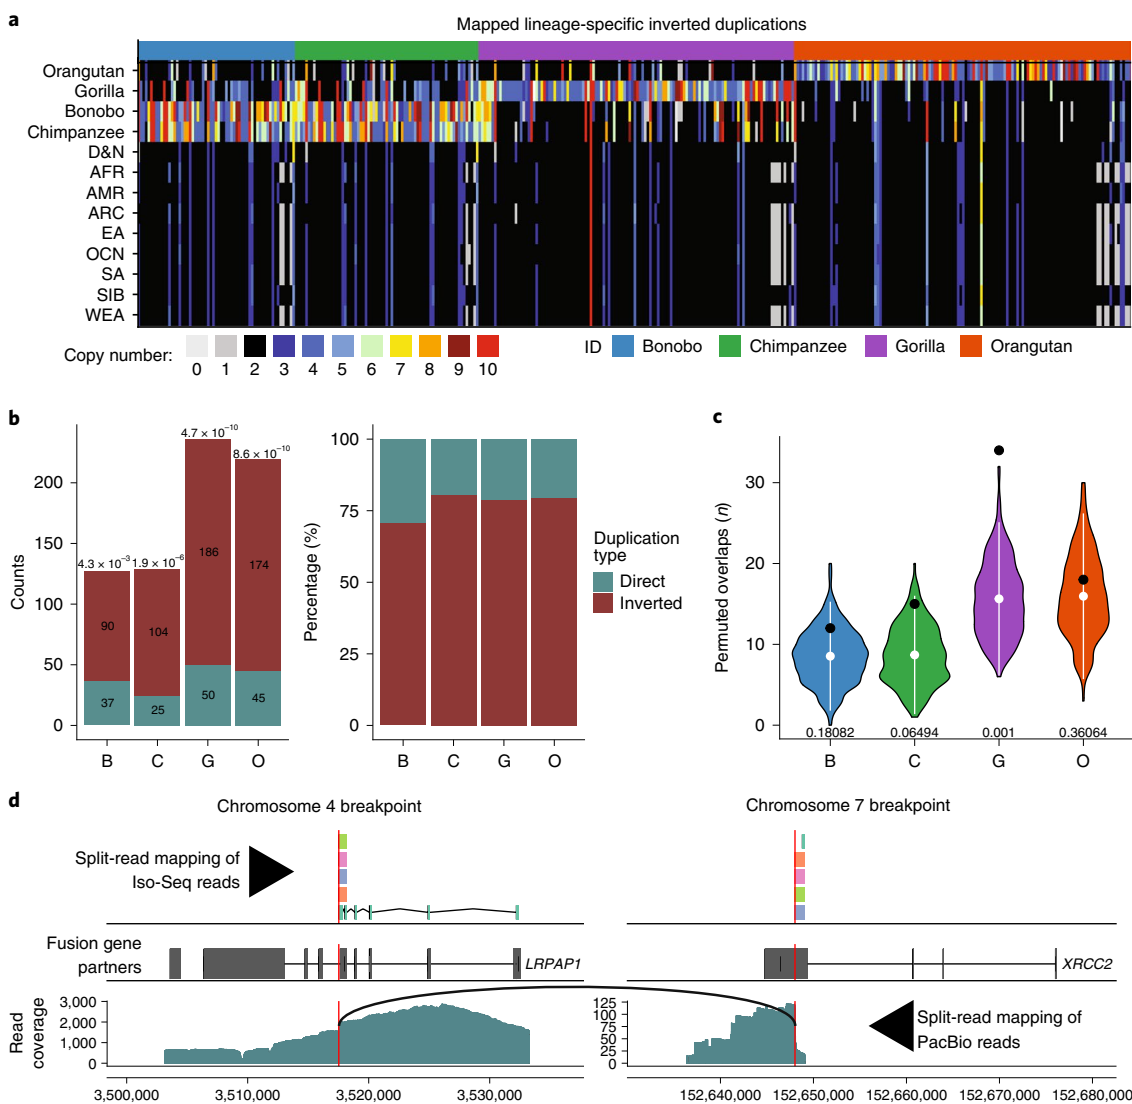 a
Mapped lineage-specific inverted duplications
Orangutan
Gorilla
Bonobo
Chimpanzee
D&N
AFR
AMR
ARC
EA
OCN
SA
SIB
WEA
Copy number:
0 1 2 3 4 5 6 7 8 9 10
ID Bonobo Chimpanzee Gorilla Orangutan
b
Counts
200
150
100
50
0
4.3 × 10⁻³ 1.9 × 10⁻⁶ 4.7 × 10⁻¹⁰ 8.6 × 10⁻¹⁰
90 104 186 174
37 25 50 45
B C G O
Percentage (%)
100
75
50
25
0
B C G O
Duplication
type
Direct
Inverted
c
Permuted overlaps (n)
30
20
10
0
0.18082 0.06494 0.001 0.36064
B C G O
d
Chromosome 4 breakpoint
Chromosome 7 breakpoint
Split-read mapping of
Iso-Seq reads
Fusion gene
partners
LRPAP1
XRCC2
Read
coverage
3,000
2,000
1,000
0
125
100
75
50
25
0
Split-read mapping of
PacBio reads
3,500,000 3,510,000 3,520,000 3,530,000
152,640,000 152,650,000 152,660,000 152,670,000 152,680,000